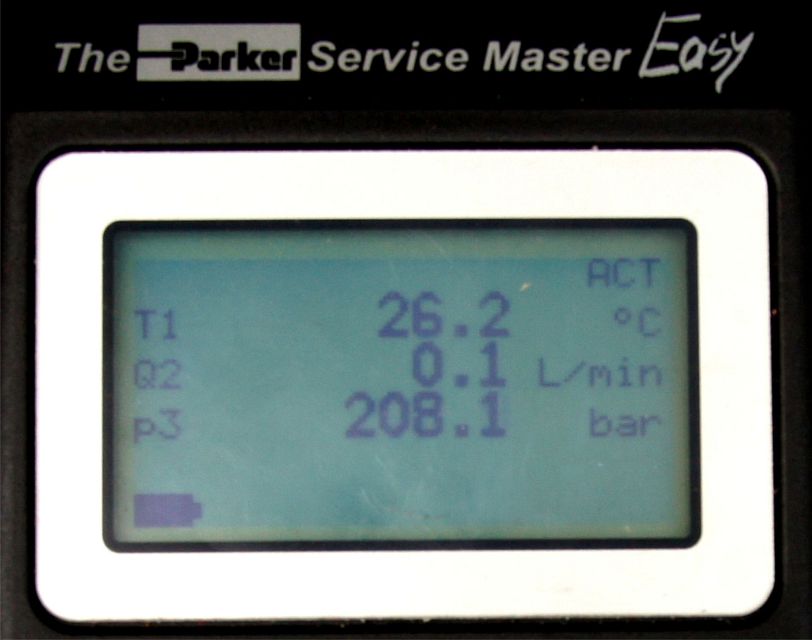 The Parker Service Master Easy
ACT
T1 26.2 °C
Q2 0.1 L/min
p3 208.1 bar